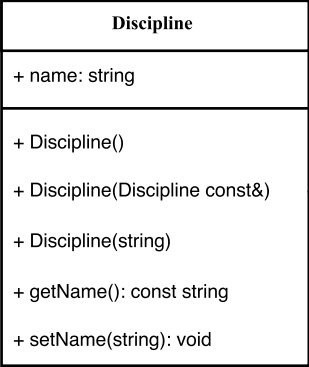 Discipline
+ name: string
+ Discipline()
+ Discipline(Discipline const&)
+ Discipline(string)
+ getName(): const string
+ setName(string): void